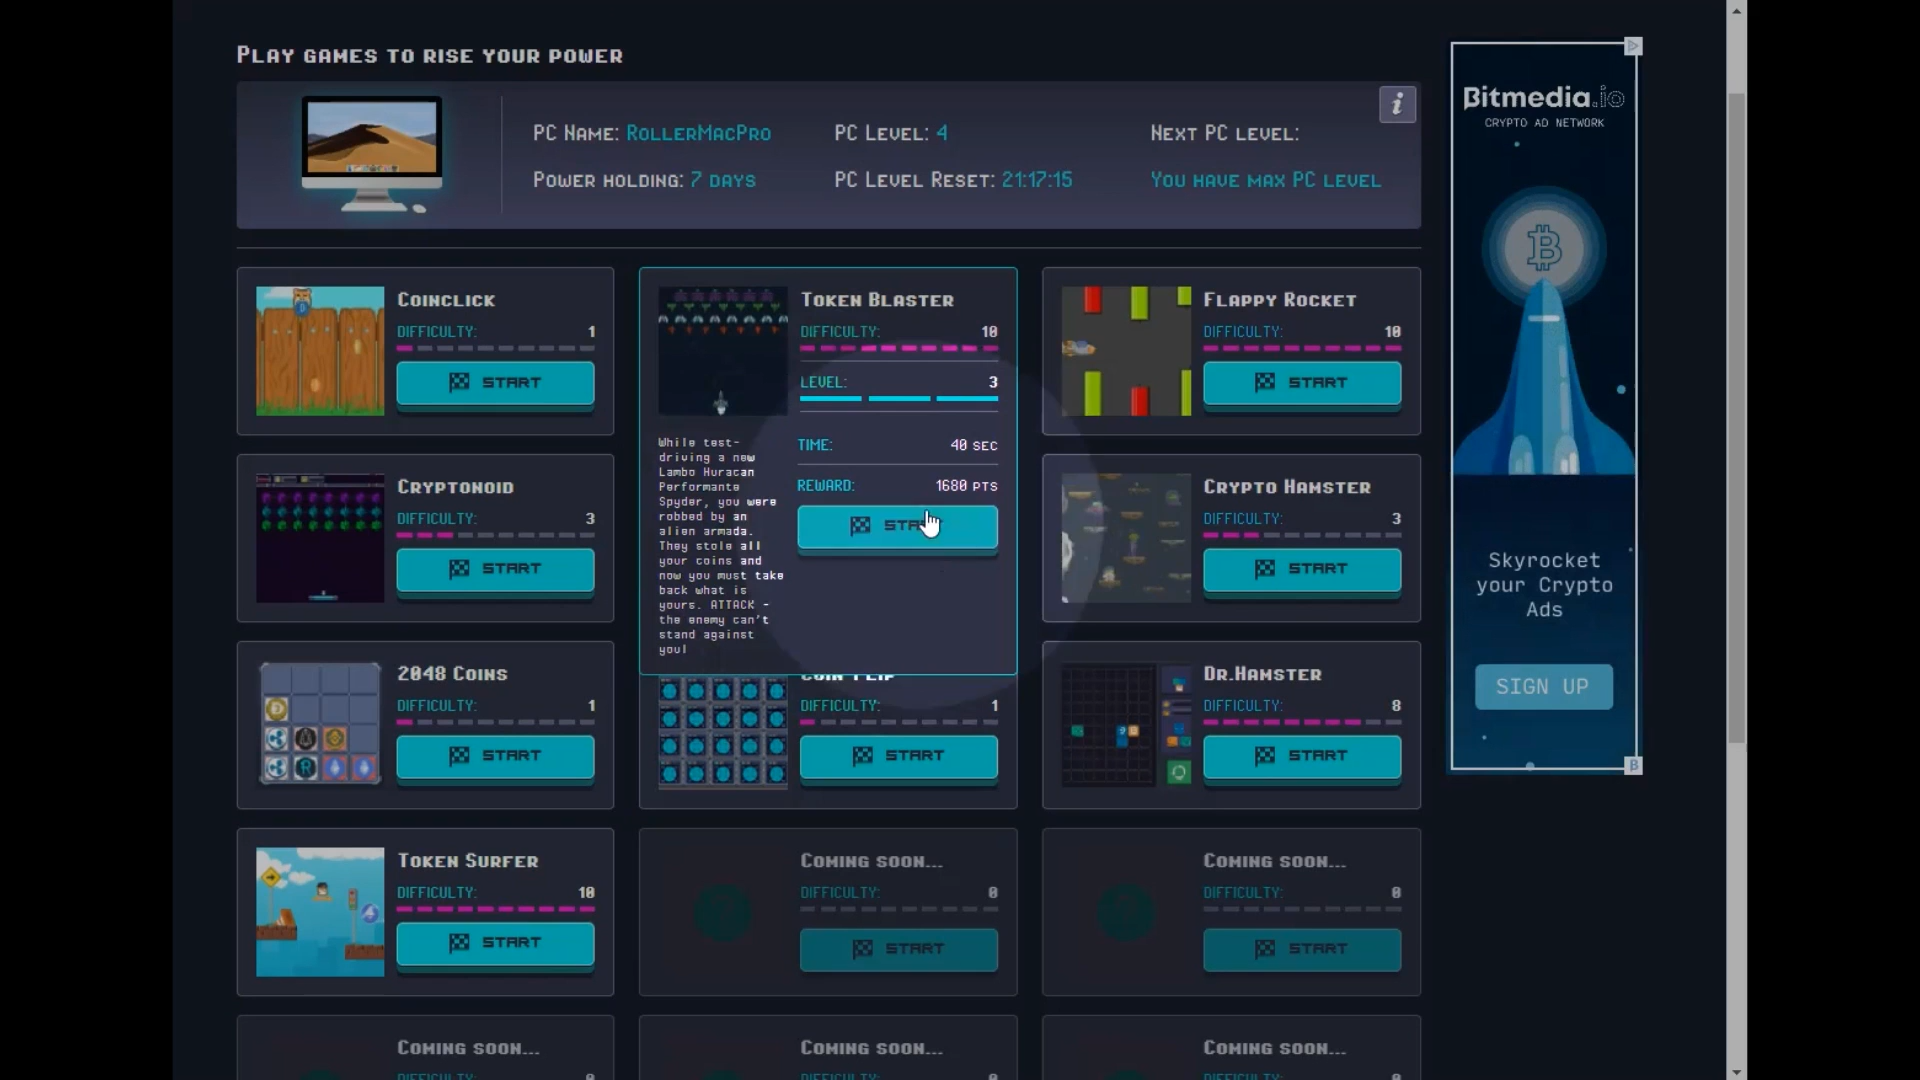 Play games to rise your power
i
PC Name: RollerMacPro
PC Level: 4
Next PC level:
Power holding: 7 days
PC Level Reset: 21:17:15
You have max PC level
Coinclick
Difficulty: 1
START
Token Blaster
Difficulty: 10
Level: 3
While test-
driving a new
Lambo Huracan
Performante
Spyder, you were
robbed by an
alien armada.
They stole all
your coins and
now you must take
back what is
yours. ATTACK -
the enemy can't
stand against
you!
Time: 40 sec
Reward: 1680 pts
START
Flappy Rocket
Difficulty: 10
START
Cryptonoid
Difficulty: 3
START
Crypto Hamster
Difficulty: 3
START
2048 Coins
Difficulty: 1
START
Coin Flip
Difficulty: 1
START
Dr.Hamster
Difficulty: 8
START
Token Surfer
Difficulty: 10
START
Coming soon...
Difficulty: 0
START
Coming soon...
Difficulty: 0
START
Coming soon...
Coming soon...
Coming soon...
Bitmedia.io
CRYPTO AD NETWORK
Skyrocket
your Crypto
Ads
SIGN UP